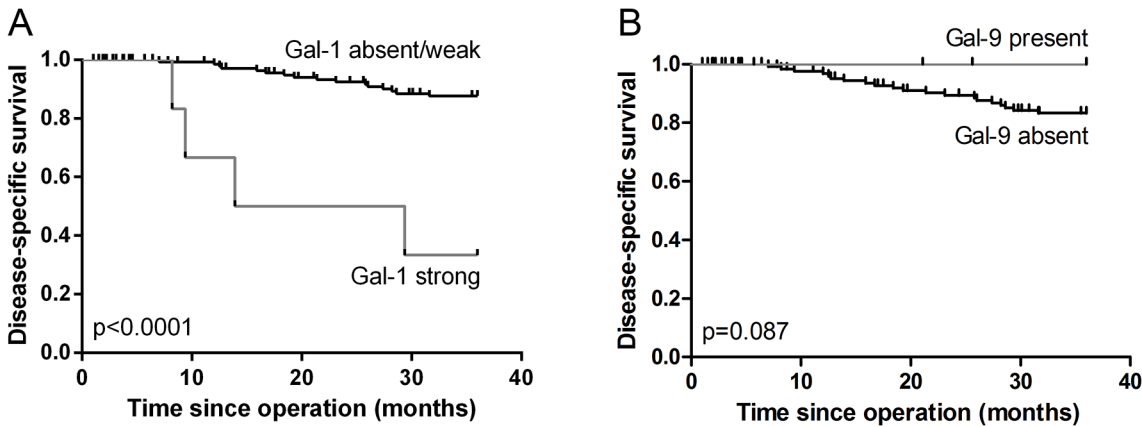 A
Disease-specific survival
1.0
0.8
0.6
0.4
0.2
0.0
Gal-1 absent/weak
Gal-1 strong
p<0.0001
0 10 20 30 40
Time since operation (months)
B
Disease-specific survival
1.0
0.8
0.6
0.4
0.2
0.0
Gal-9 present
Gal-9 absent
p=0.087
0 10 20 30 40
Time since operation (months)